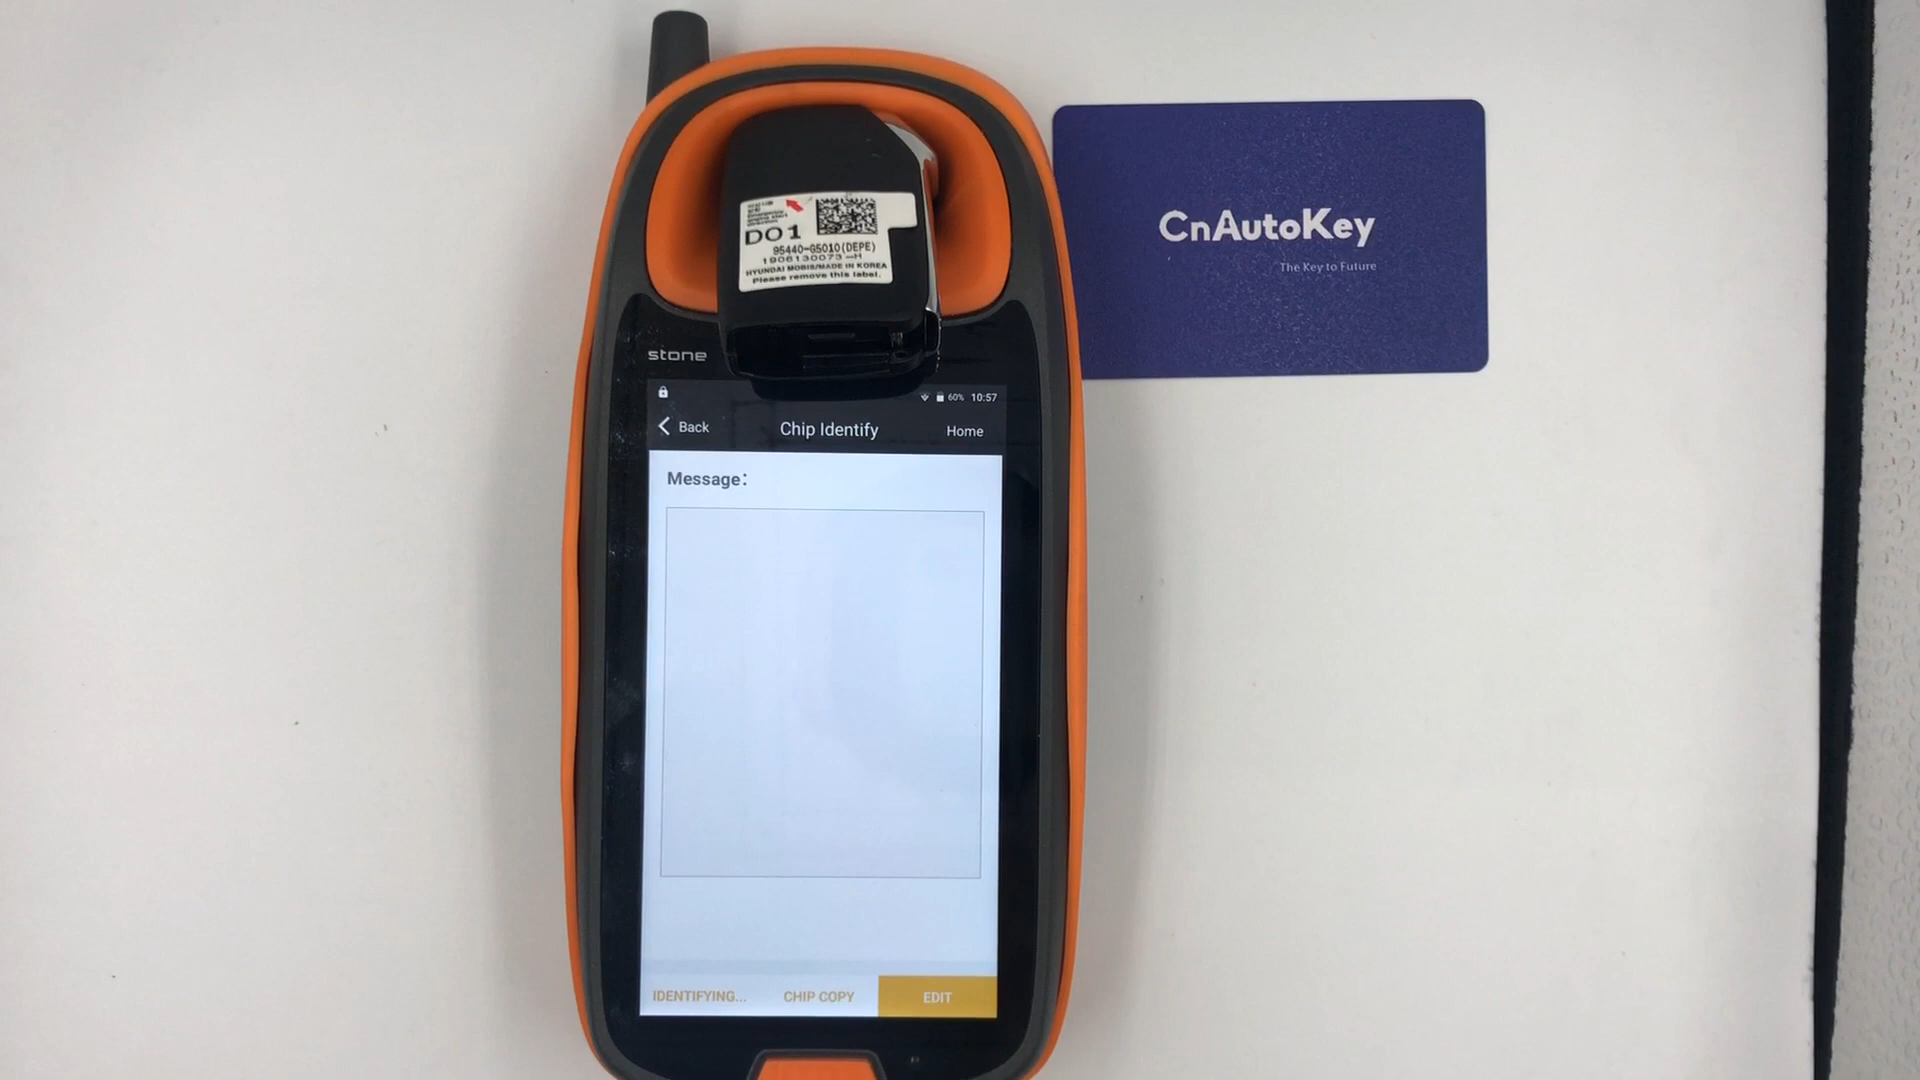 DO1
95440-G5010(DEPE)
1906130073-H
HYUNDAI MOBIS/MADE IN KOREA
Please remove this label.
CnAutoKey
The Key to Future
stone
60% 10:57
Back
Chip Identify
Home
Message:
IDENTIFYING...
CHIP COPY
EDIT